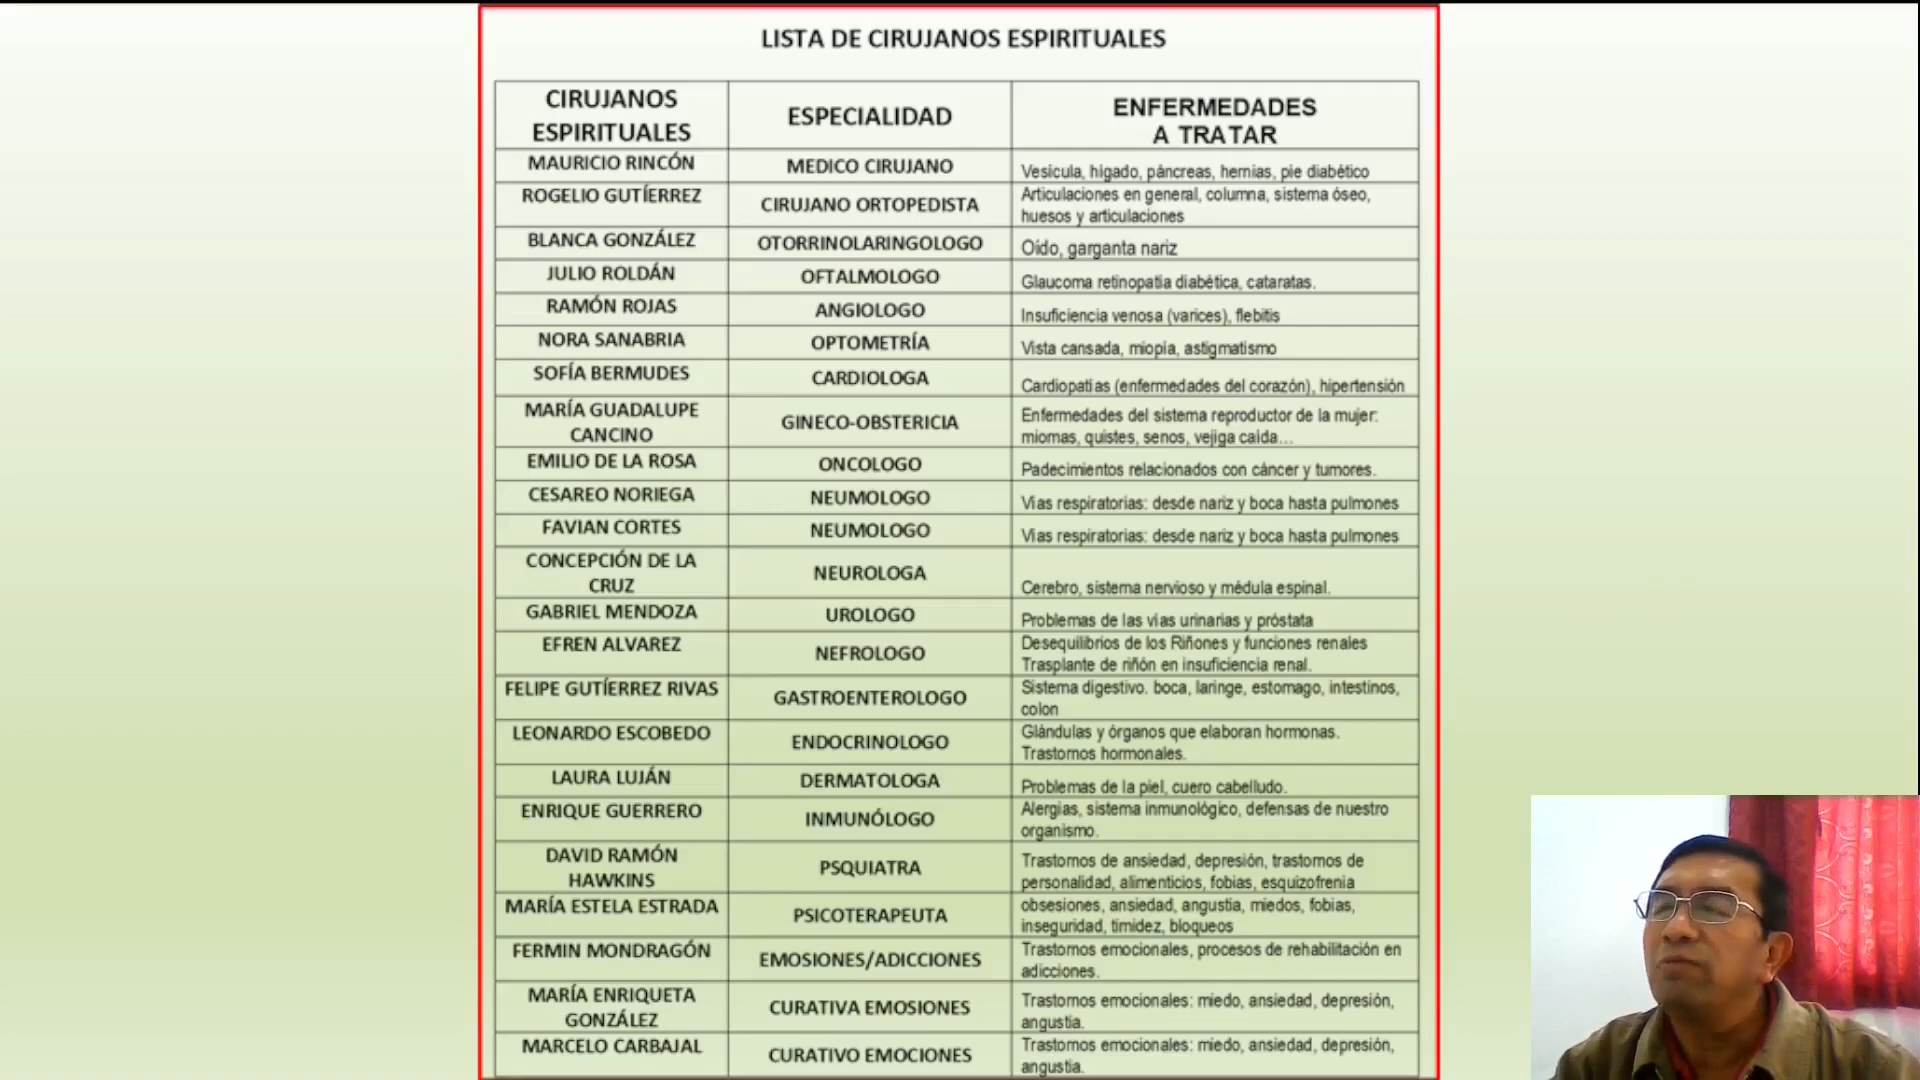 LISTA DE CIRUJANOS ESPIRITUALES
CIRUJANOS
ESPIRITUALES
ESPECIALIDAD
ENFERMEDADES
A TRATAR
MAURICIO RINCÓN
MEDICO CIRUJANO
Vesícula, hígado, páncreas, hernias, pie diabético
ROGELIO GUTÍERREZ
CIRUJANO ORTOPEDISTA
Articulaciones en general, columna, sistema óseo,
huesos y articulaciones
BLANCA GONZÁLEZ
OTORRINOLARINGOLOGO
Oído, garganta nariz
JULIO ROLDÁN
OFTALMOLOGO
Glaucoma retinopatía diabética, cataratas.
RAMÓN ROJAS
ANGIOLOGO
Insuficiencia venosa (varices), flebitis
NORA SANABRIA
OPTOMETRÍA
Vista cansada, miopía, astigmatismo
SOFÍA BERMUDES
CARDIOLOGA
Cardiopatías (enfermedades del corazón), hipertensión
MARÍA GUADALUPE
CANCINO
GINECO-OBSTERICIA
Enfermedades del sistema reproductor de la mujer:
miomas, quistes, senos, vejiga caída...
EMILIO DE LA ROSA
ONCOLOGO
Padecimientos relacionados con cáncer y tumores.
CESAREO NORIEGA
NEUMOLOGO
Vías respiratorias: desde nariz y boca hasta pulmones
FAVIAN CORTES
NEUMOLOGO
Vías respiratorias: desde nariz y boca hasta pulmones
CONCEPCIÓN DE LA
CRUZ
NEUROLOGA
Cerebro, sistema nervioso y médula espinal.
GABRIEL MENDOZA
UROLOGO
Problemas de las vías urinarias y próstata
EFREN ALVAREZ
NEFROLOGO
Desequilibrios de los Riñones y funciones renales
Trasplante de riñón en insuficiencia renal.
FELIPE GUTÍERREZ RIVAS
GASTROENTEROLOGO
Sistema digestivo. boca, laringe, estomago, intestinos,
colon
LEONARDO ESCOBEDO
ENDOCRINOLOGO
Glándulas y órganos que elaboran hormonas.
Trastornos hormonales.
LAURA LUJÁN
DERMATOLOGA
Problemas de la piel, cuero cabelludo.
ENRIQUE GUERRERO
INMUNÓLOGO
Alergias, sistema inmunológico, defensas de nuestro
organismo.
DAVID RAMÓN
HAWKINS
PSQUIATRA
Trastornos de ansiedad, depresión, trastornos de
personalidad, alimenticios, fobias, esquizofrenia
MARÍA ESTELA ESTRADA
PSICOTERAPEUTA
obsesiones, ansiedad, angustia, miedos, fobias,
inseguridad, timidez, bloqueos
FERMIN MONDRAGÓN
EMOSIONES/ADICCIONES
Trastornos emocionales, procesos de rehabilitación en
adicciones.
MARÍA ENRIQUETA
GONZÁLEZ
CURATIVA EMOSIONES
Trastornos emocionales: miedo, ansiedad, depresión,
angustia.
MARCELO CARBAJAL
CURATIVO EMOCIONES
Trastornos emocionales: miedo, ansiedad, depresión,
angustia.